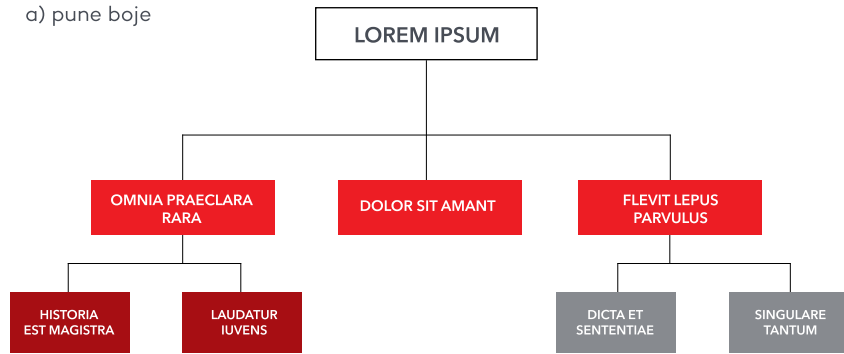 a) pune boje
LOREM IPSUM
OMNIA PRAECLARA
RARA
DOLOR SIT AMANT
FLEVIT LEPUS
PARVULUS
HISTORIA
EST MAGISTRA
LAUDATUR
IUVENS
DICTA ET
SENTENTIAE
SINGULARE
TANTUM